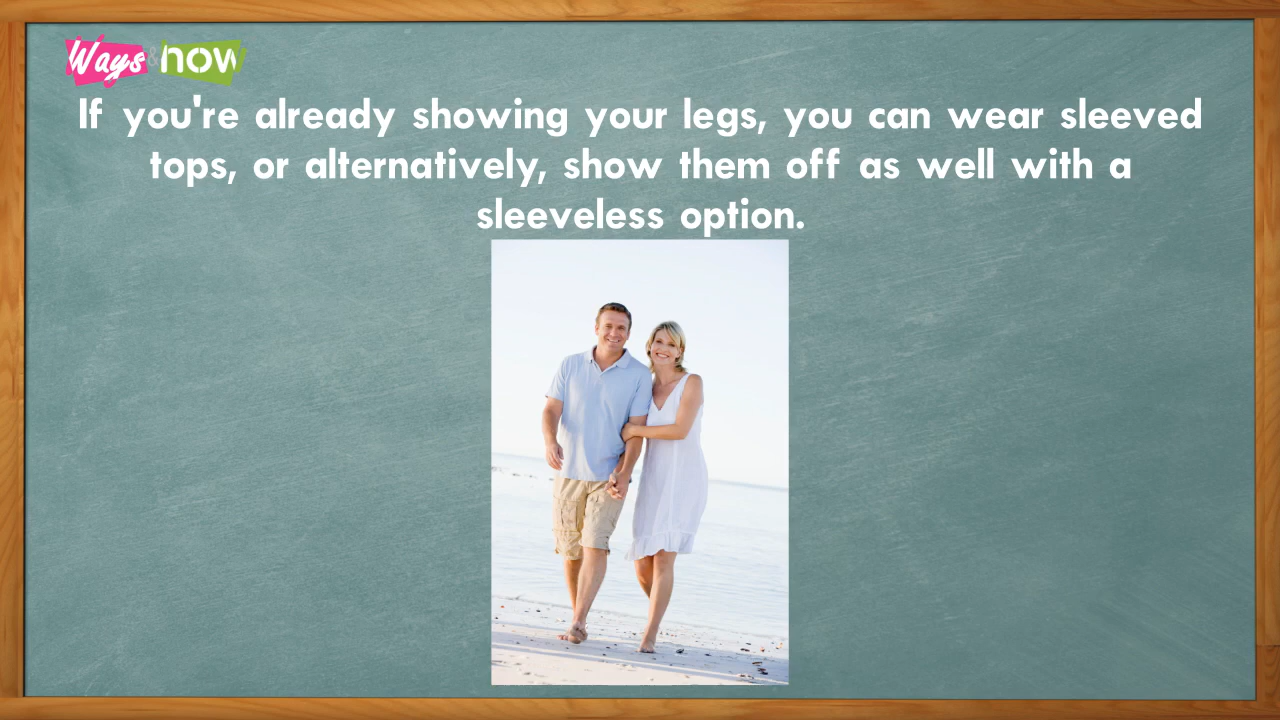 Ways & now
If you're already showing your legs, you can wear sleeved
tops, or alternatively, show them off as well with a
sleeveless option.